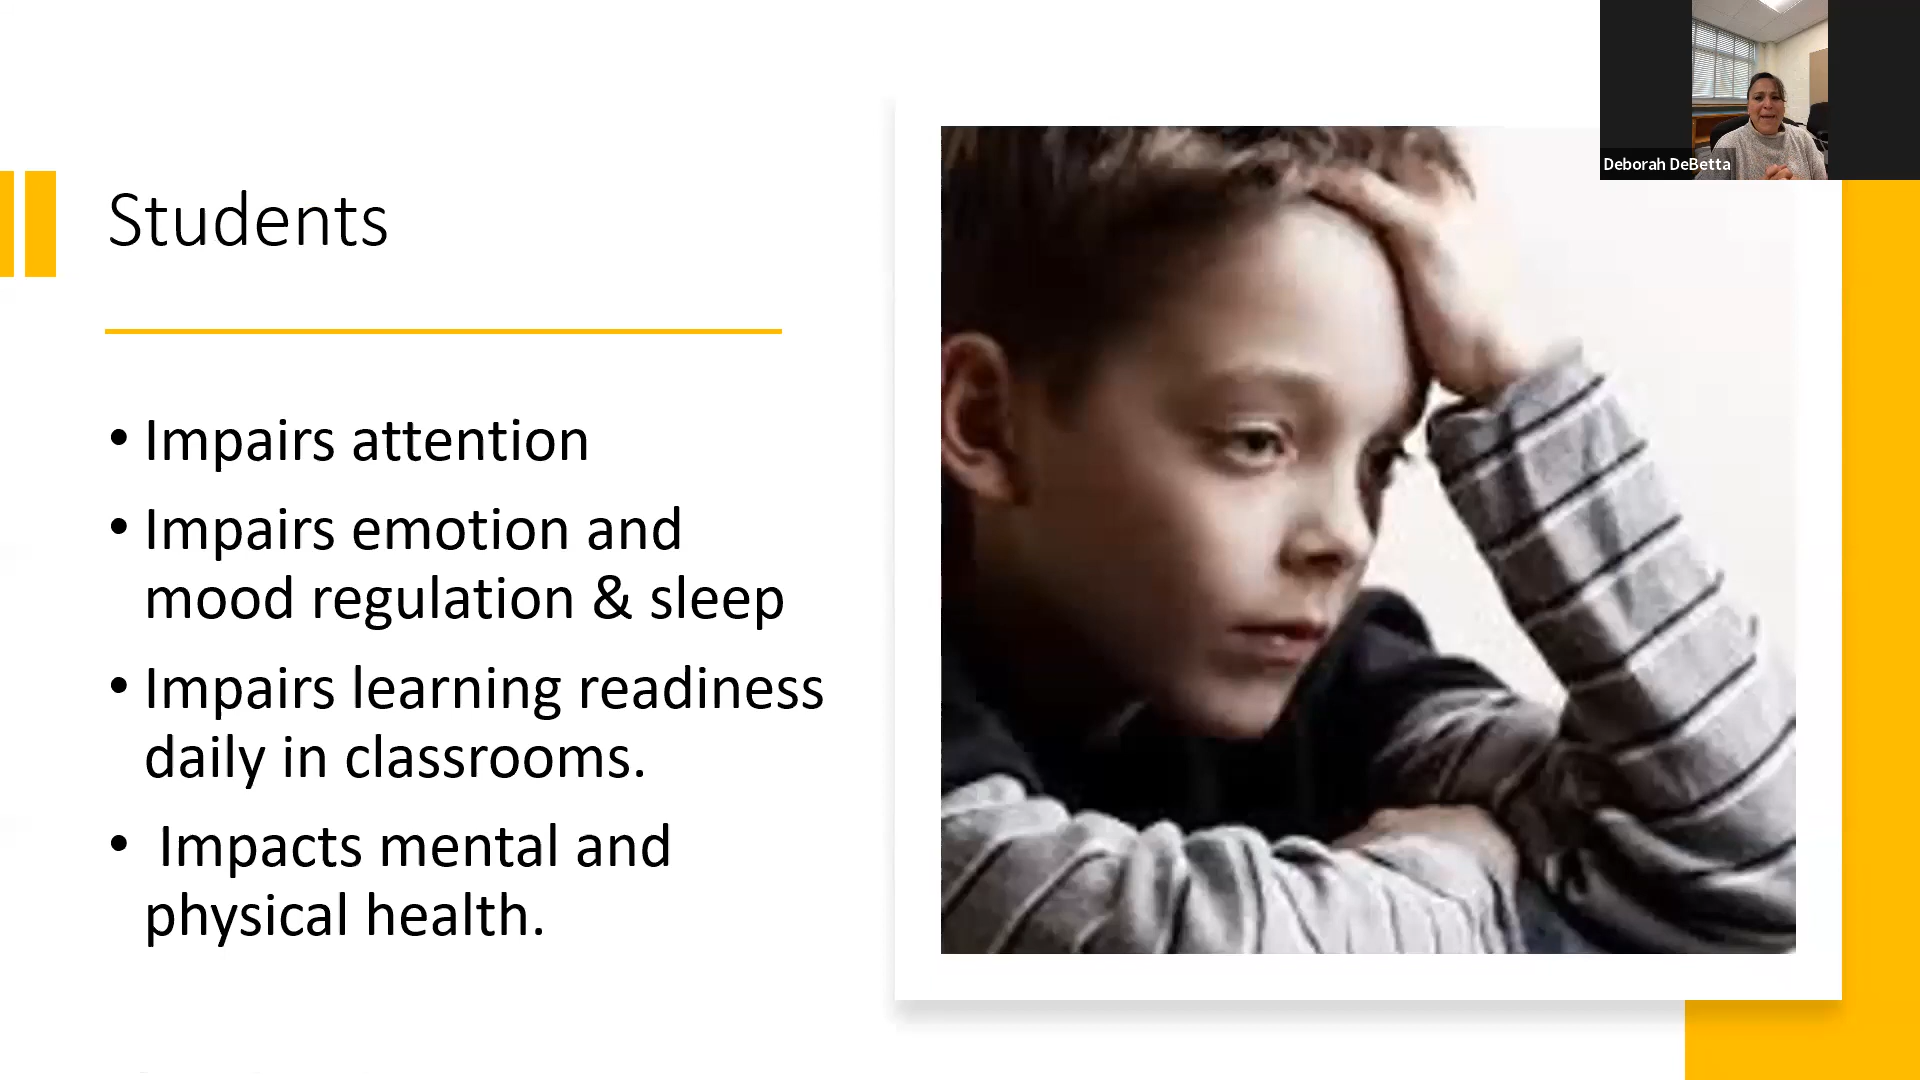 Deborah DeBetta
Students
• Impairs attention
• Impairs emotion and
mood regulation & sleep
• Impairs learning readiness
daily in classrooms.
• Impacts mental and
physical health.